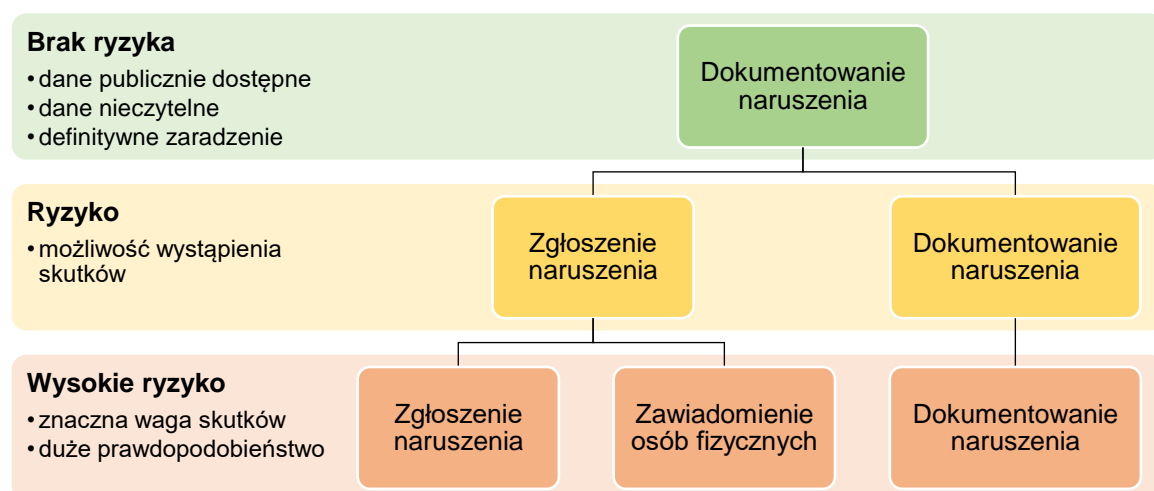 Brak ryzyka
• dane publicznie dostępne
• dane nieczytelne
• definitywne zaradzenie
Dokumentowanie
naruszenia
Ryzyko
• możliwość wystąpienia
skutków
Zgłoszenie
naruszenia
Dokumentowanie
naruszenia
Wysokie ryzyko
• znaczna waga skutków
• duże prawdopodobieństwo
Zgłoszenie
naruszenia
Zawiadomienie
osób fizycznych
Dokumentowanie
naruszenia